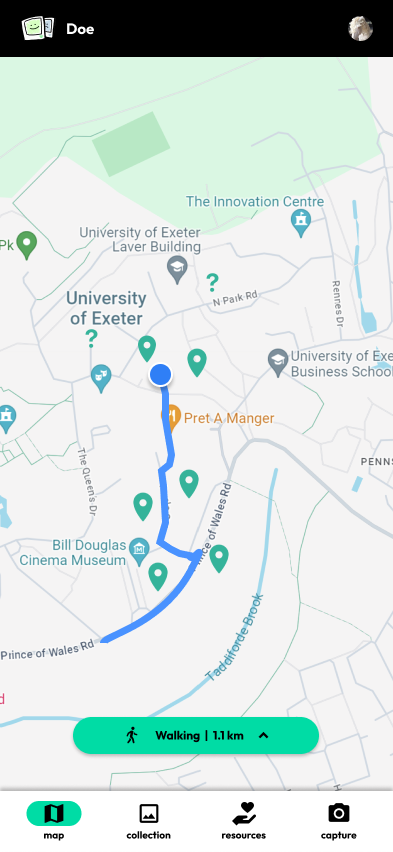 Doe
The Innovation Centre
University of Exeter
Laver Building
Pk
?
N Park Rd
Renres Dr
University
of Exeter
?
University of Exe
Business School
Pret A Manger
PENNS
The Queens Dr
Prince of Wales Rd
Bill Douglas
Cinema Museum
Taddiforde Brook
Prince of Wales Rd
d
Walking | 1.1 km
map
collection
resources
capture